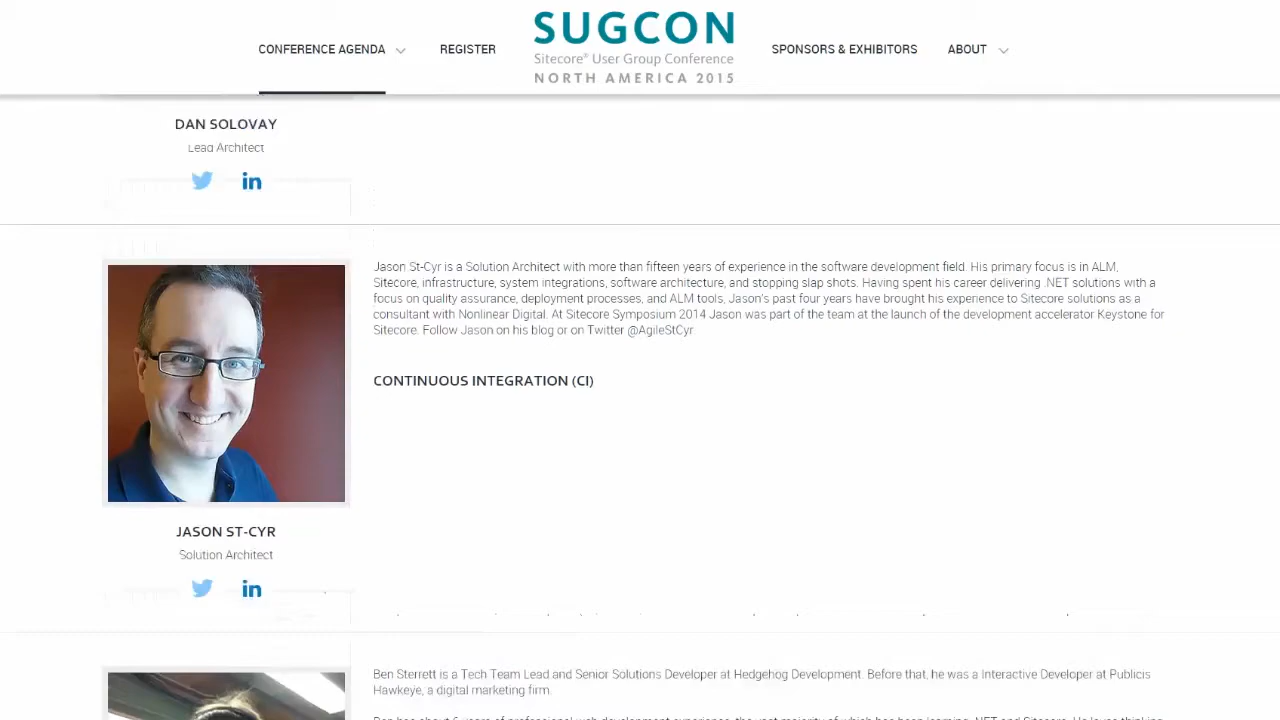 CONFERENCE AGENDA
REGISTER
SUGCON
Sitecore® User Group Conference
NORTH AMERICA 2015
SPONSORS & EXHIBITORS
ABOUT
DAN SOLOVAY
Lead Architect
in
Jason St-Cyr is a Solution Architect with more than fifteen years of experience in the software development field. His primary focus is in ALM,
Sitecore, infrastructure, system integrations, software architecture, and stopping slap shots. Having spent his career delivering .NET solutions with a
focus on quality assurance, deployment processes, and ALM tools, Jason's past four years have brought his experience to Sitecore solutions as a
consultant with Nonlinear Digital. At Sitecore Symposium 2014 Jason was part of the team at the launch of the development accelerator Keystone for
Sitecore. Follow Jason on his blog or on Twitter @AgileStCyr.
CONTINUOUS INTEGRATION (CI)
JASON ST-CYR
Solution Architect
in
Ben Sterrett is a Tech Team Lead and Senior Solutions Developer at Hedgehog Development. Before that, he was a Interactive Developer at Publicis
Hawkeye, a digital marketing firm.